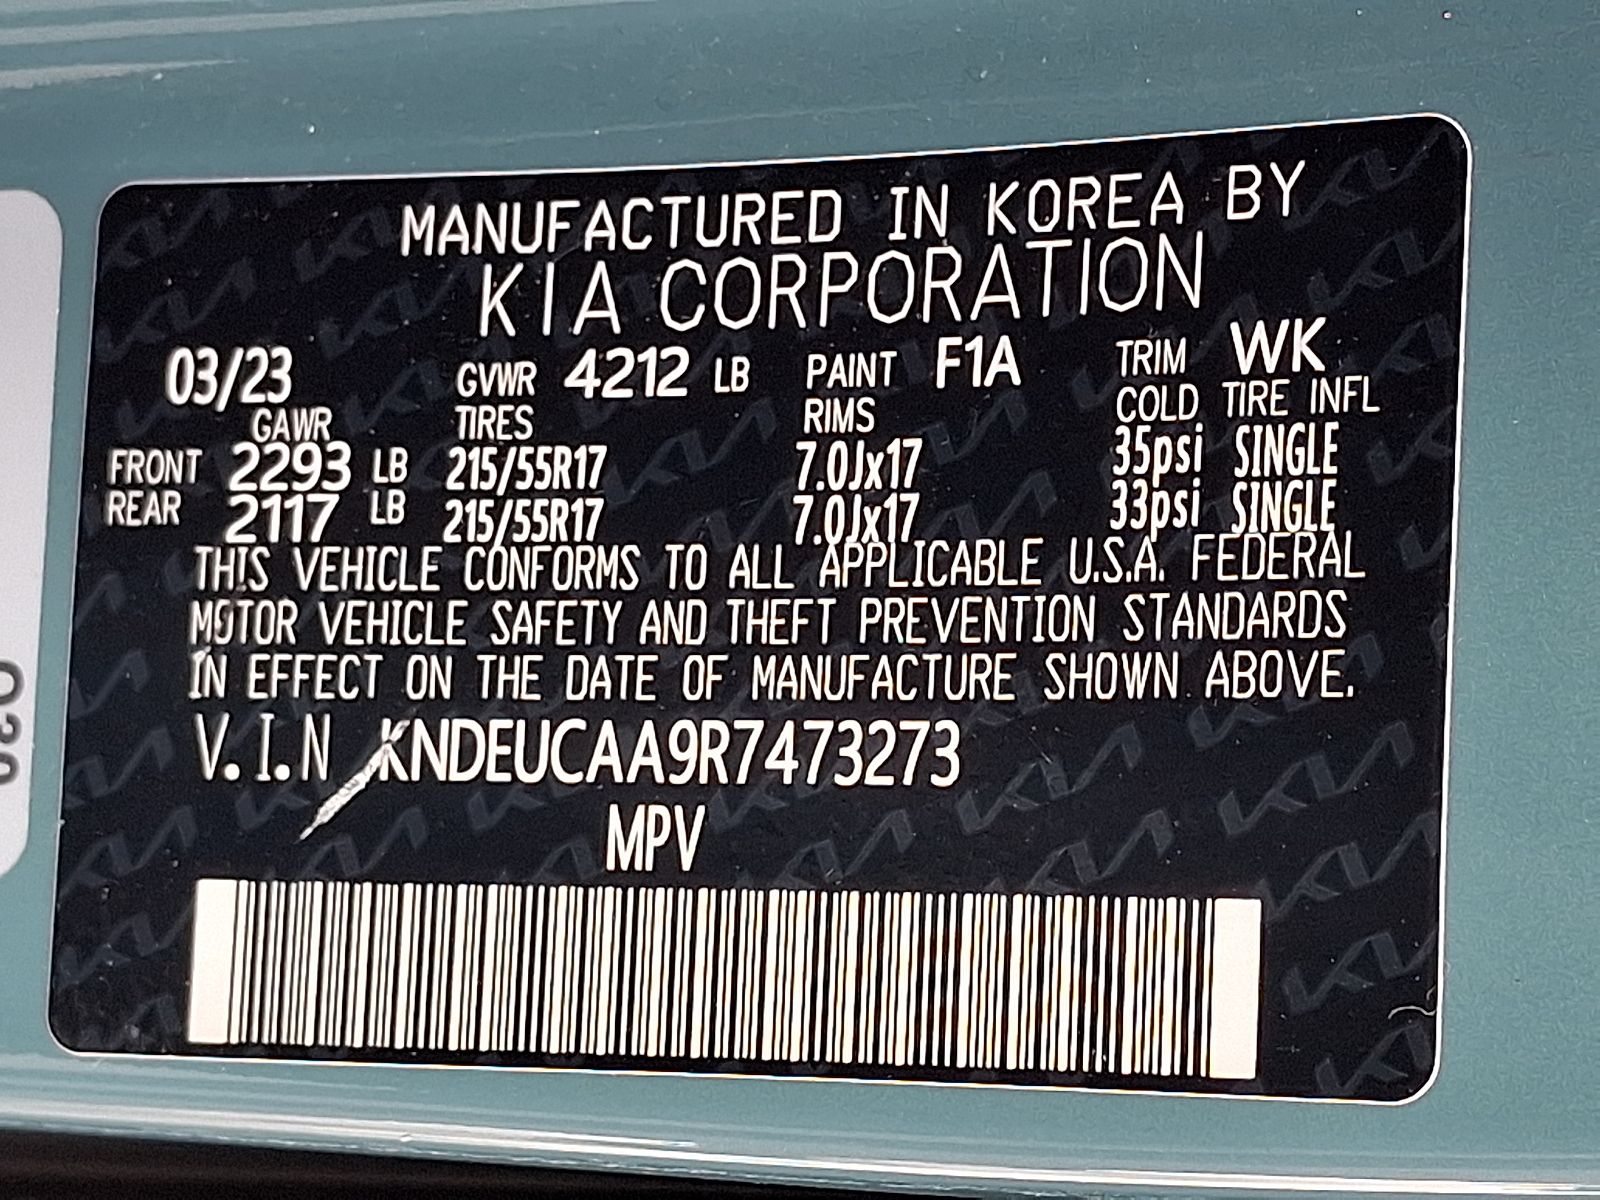 MANUFACTURED IN KOREA BY
KIA CORPORATION
03/23 GVWR 4212 LB PAINT F1A TRIM WK
GAWR TIRES RIMS COLD TIRE INFL
FRONT 2293 LB 215/55R17 7.0Jx17 35psi SINGLE
REAR 2117 LB 215/55R17 7.0Jx17 33psi SINGLE
THIS VEHICLE CONFORMS TO ALL APPLICABLE U.S.A. FEDERAL
MOTOR VEHICLE SAFETY AND THEFT PREVENTION STANDARDS
IN EFFECT ON THE DATE OF MANUFACTURE SHOWN ABOVE.
V.I.N KNDEUCAA9R7473273
MPV